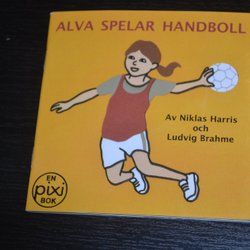 ALVA SPELAR HANDBOLL
Av Niklas Harris
och
Ludvig Brahme
EN
pixi
BOK